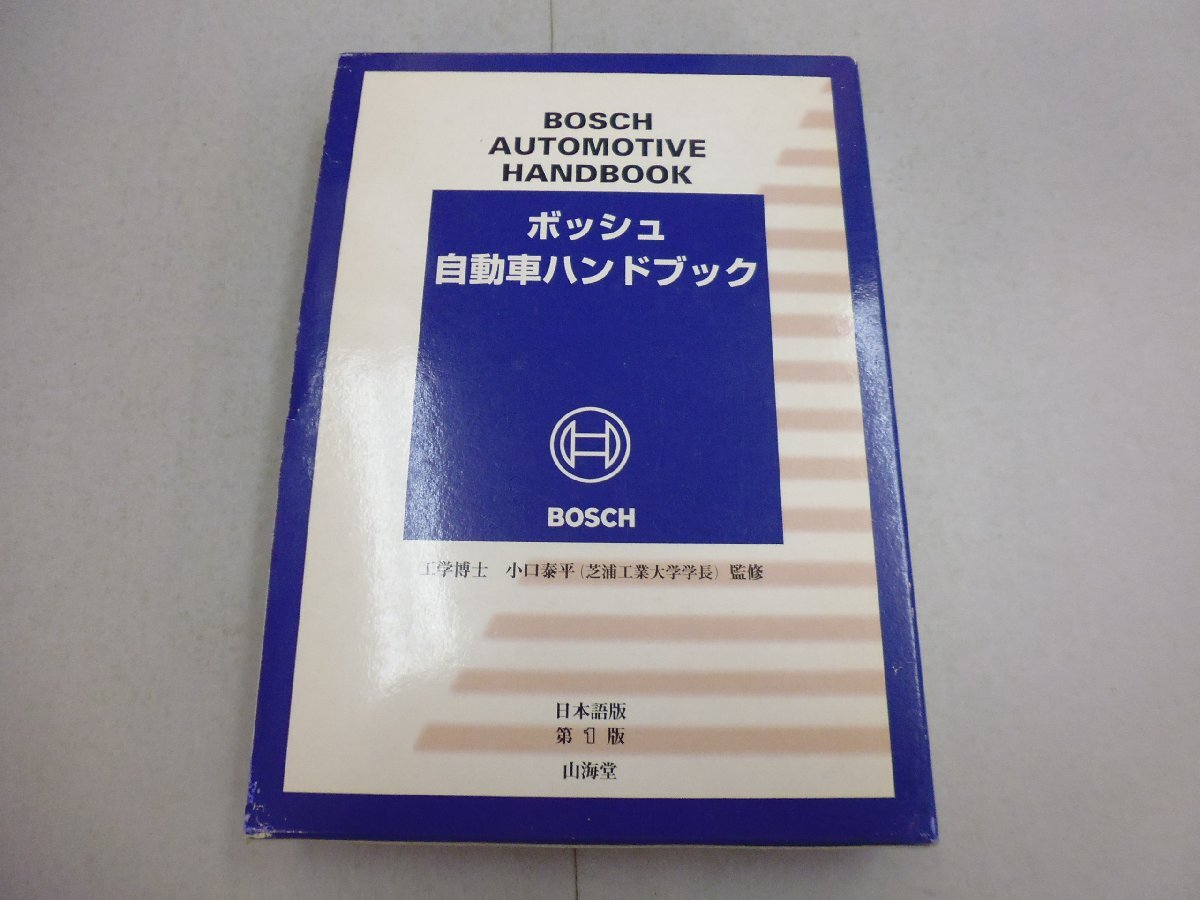 BOSCH
AUTOMOTIVE
HANDBOOK
ボッシュ
自動車ハンドブック
BOSCH
工学博士 小口泰平(芝浦工業大学学長) 監修
日本語版
第1版
山海堂